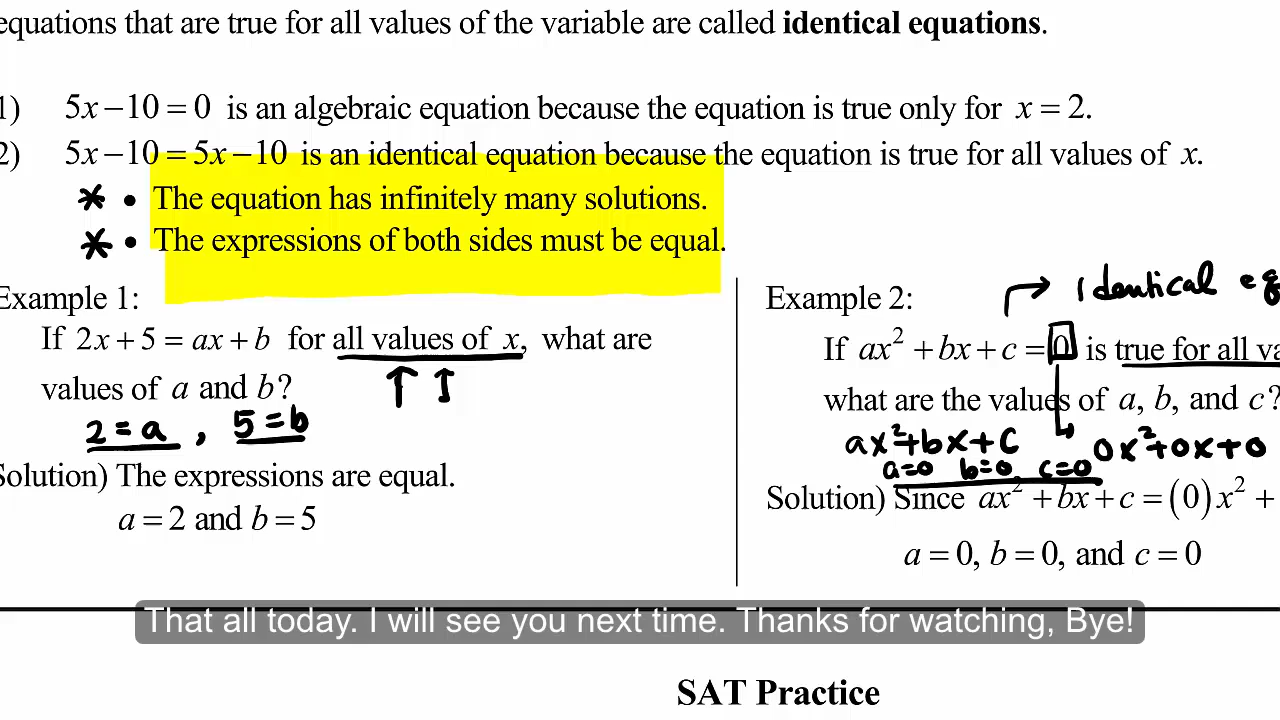 equations that are true for all values of the variable are called identical equations.
1) 5x−10=0 is an algebraic equation because the equation is true only for x=2.
2) 5x−10=5x−10 is an identical equation because the equation is true for all values of x.
* • The equation has infinitely many solutions.
* • The expressions of both sides must be equal.
Example 1:
If 2x+5=ax+b for all values of x, what are
values of a and b?
2=a , 5=b
Solution) The expressions are equal.
a=2 and b=5
Identical eq
Example 2:
If ax²+bx+c=0 is true for all va
what are the values of a, b, and c?
ax²+bx+c 0x²+0x+0
a=0 b=0 c=0
Solution) Since ax²+bx+c=(0)x²+
a=0, b=0, and c=0
That all today. I will see you next time. Thanks for watching, Bye!
SAT Practice